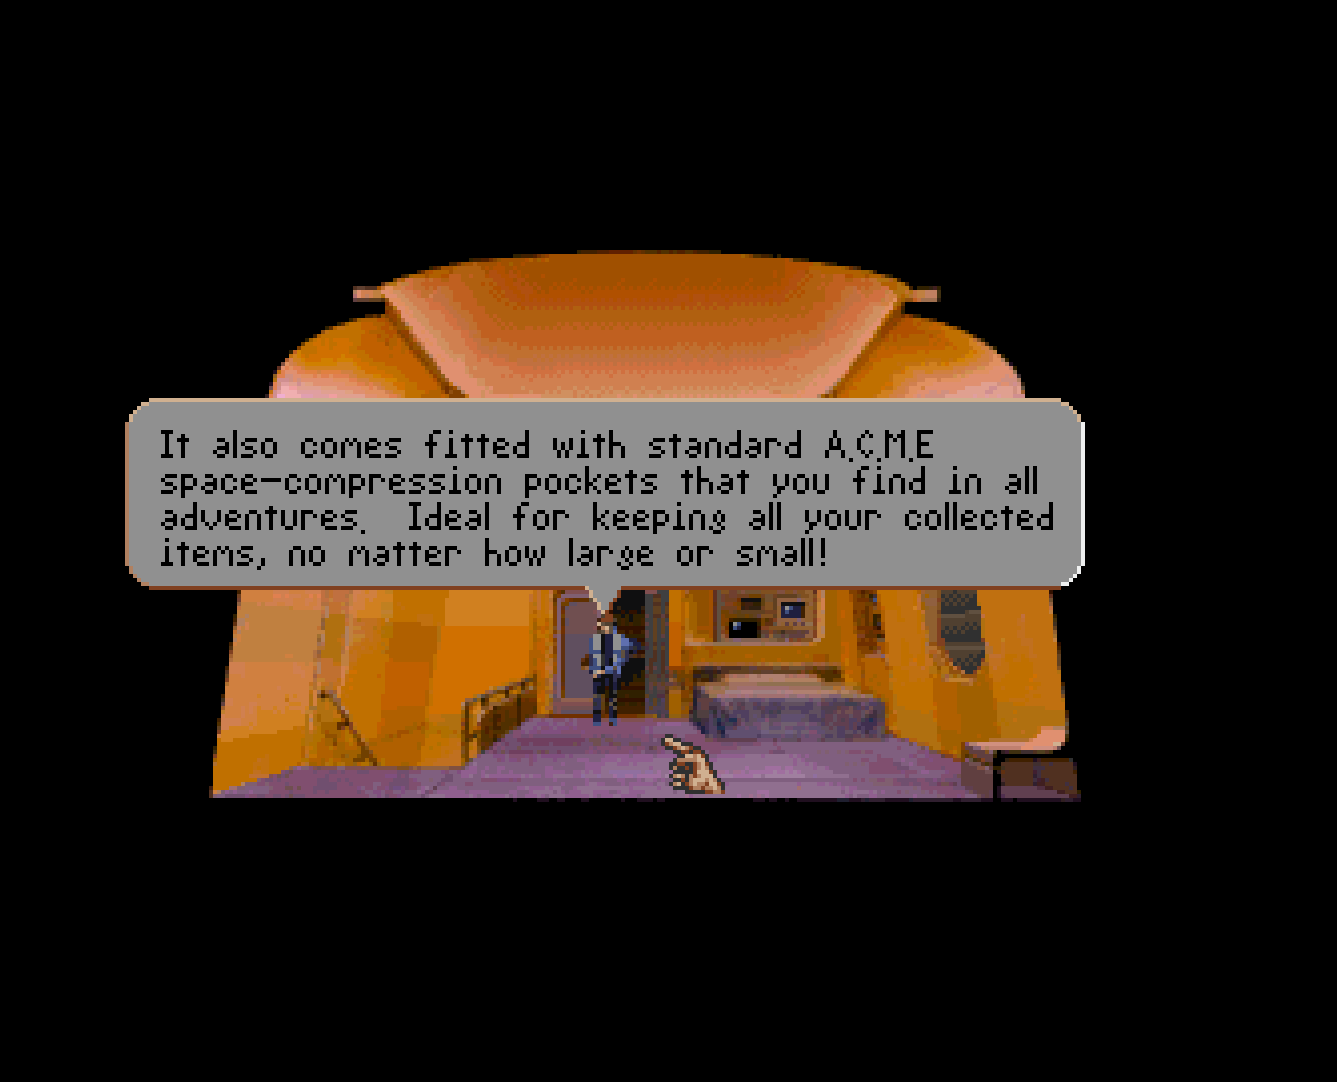 It also comes fitted with standard A.C.M.E
space-compression pockets that you find in all
adventures.  Ideal for keeping all your collected
items, no matter how large or small!